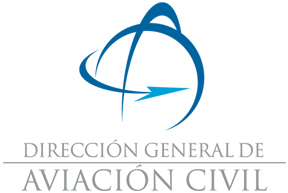 DIRECCIÓN GENERAL DE
AVIACIÓN CIVIL